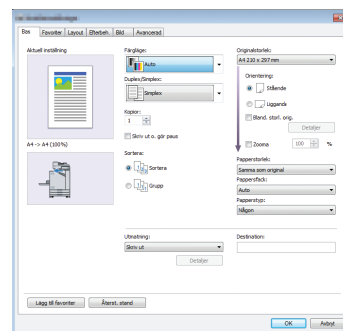 Bas Favoriter Layout Efterbeh. Bild Avancerad
Aktuell inställning
A4 -> A4 (100%)
Färgläge:
Auto
Duplex/Simplex:
Simplex
Kopior:
1
Skriv ut o. gör paus
Sortera:
Sortera
Grupp
Originalstorlek:
A4 210 x 297 mm
Orientering:
Stående
Liggande
Bland. storl. orig.
Detaljer
Zooma 100 %
Papperstorlek:
Samma som original
Pappersfack:
Auto
Papperstyp:
Någon
Utmatning:
Skriv ut
Detaljer
Destination:
Lägg till favoriter Återst. stand
OK Avbryt